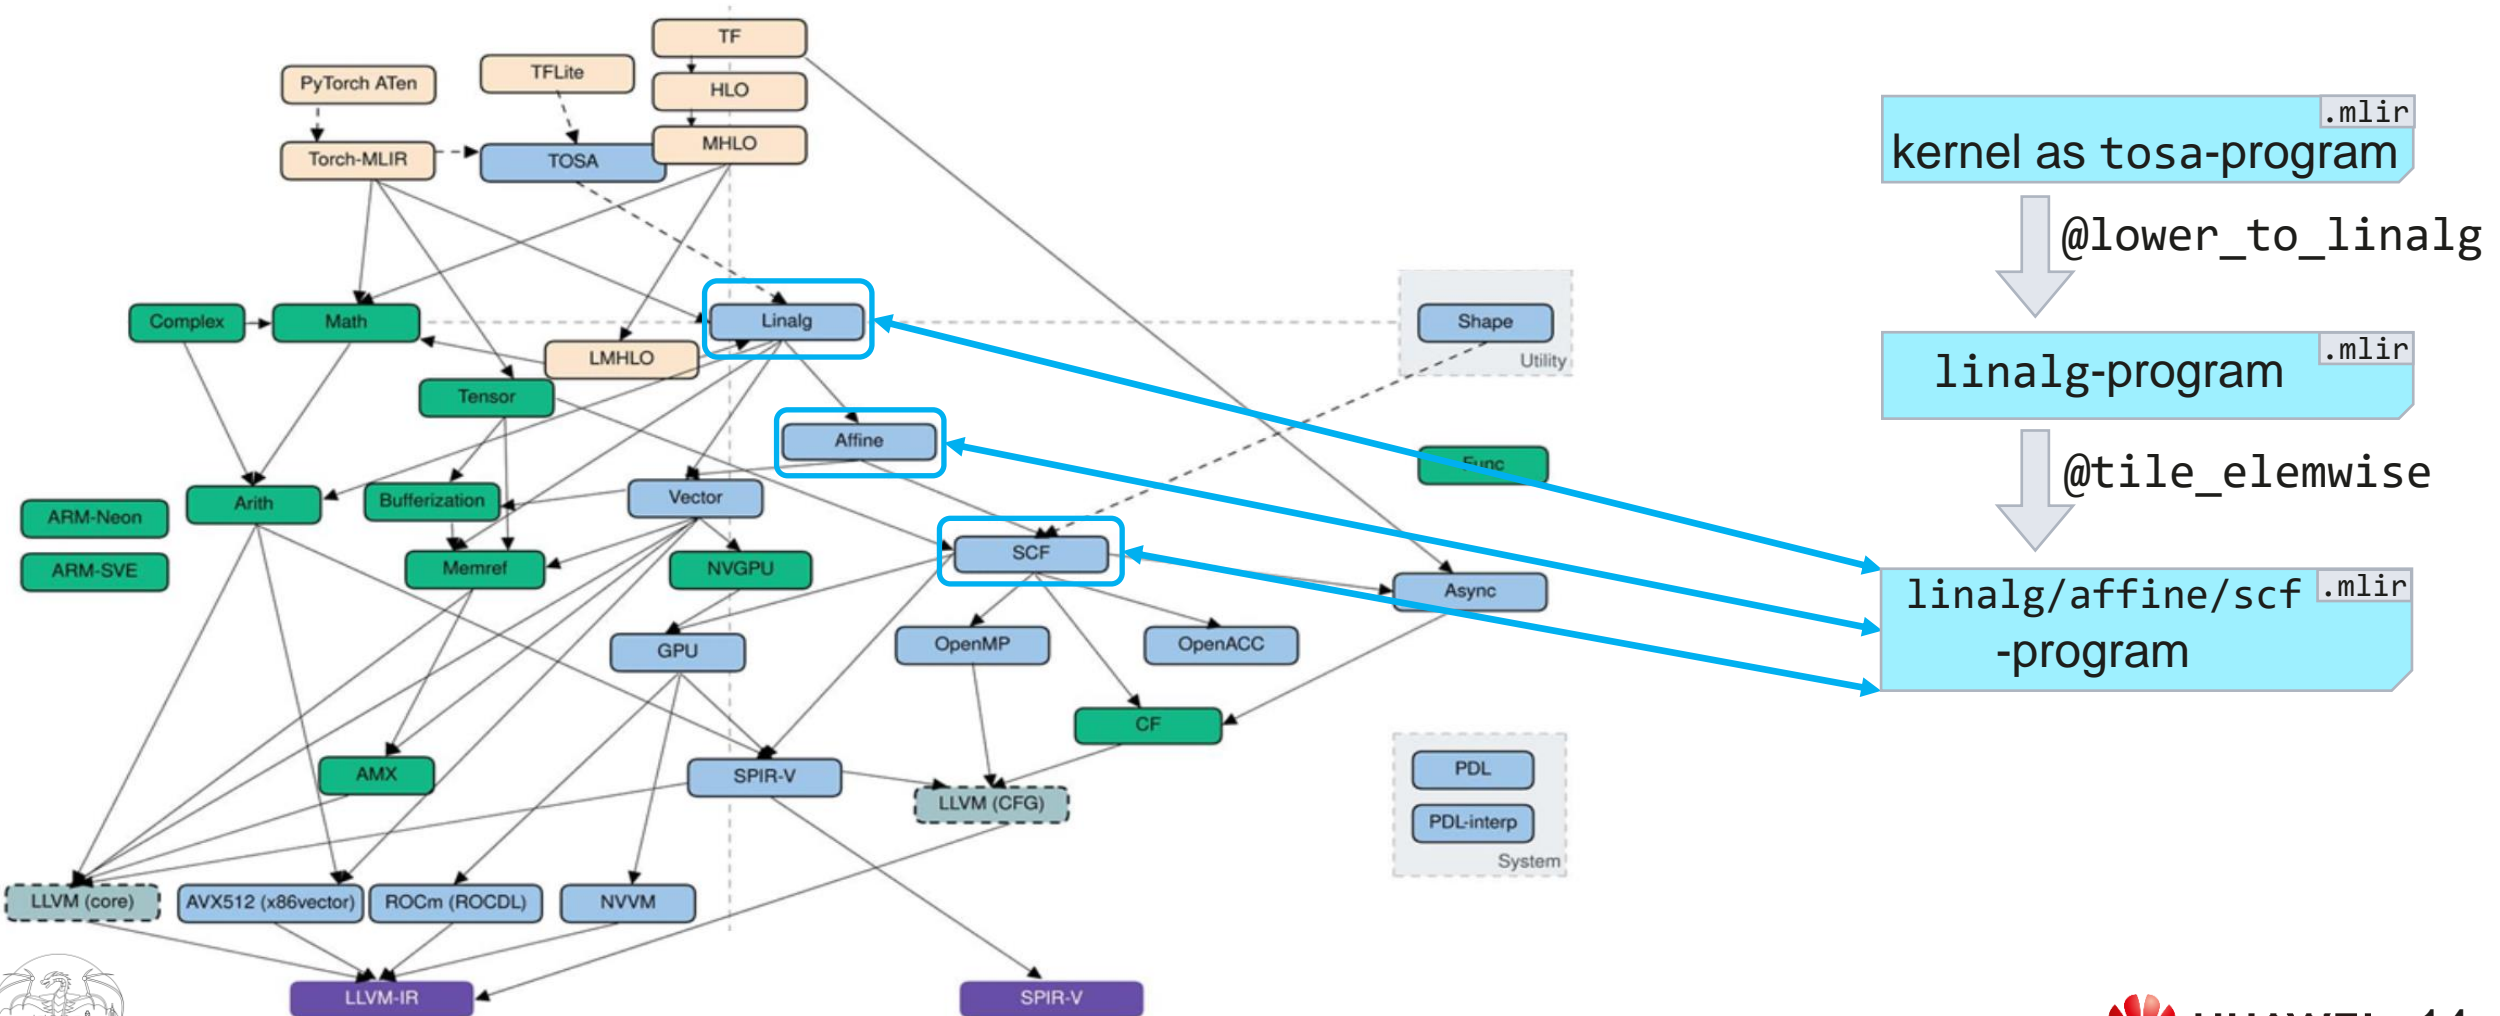 TF
TFLite
PyTorch ATen
HLO
MHLO
Torch-MLIR
TOSA
Complex
Math
Linalg
Shape
Utility
LMHLO
Tensor
Affine
Func
Arith
Bufferization
Vector
ARM-Neon
SCF
ARM-SVE
Memref
NVGPU
Async
GPU
OpenMP
OpenACC
CF
AMX
SPIR-V
PDL
LLVM (CFG)
PDL-interp
System
LLVM (core)
AVX512 (x86vector)
ROCm (ROCDL)
NVVM
LLVM-IR
SPIR-V
.mlir
kernel as tosa-program
@lower_to_linalg
.mlir
linalg-program
@tile_elemwise
.mlir
linalg/affine/scf
-program
HUAWEI 14